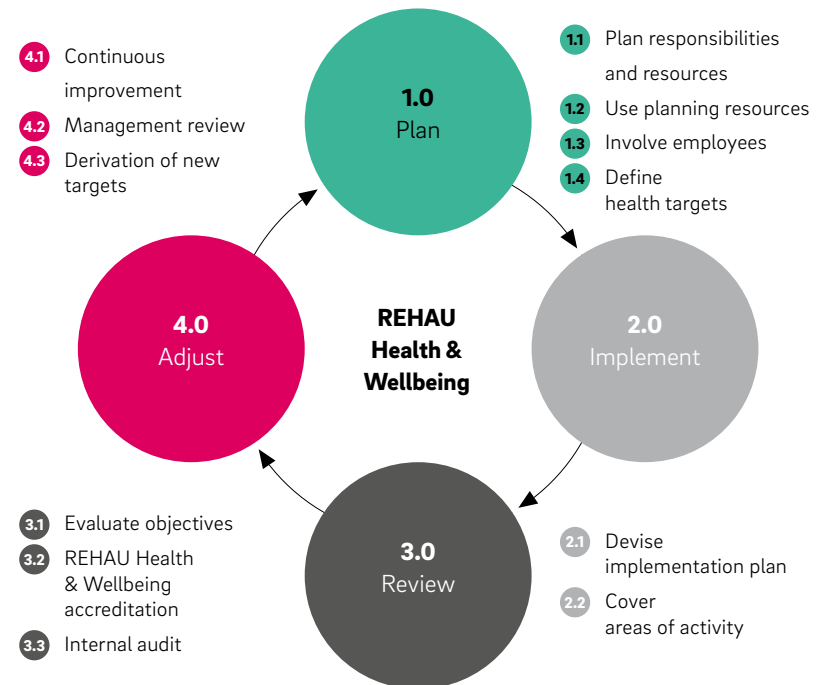 1.0
Plan
1.1 Plan responsibilities
and resources
1.2 Use planning resources
1.3 Involve employees
1.4 Define
health targets
2.0
Implement
2.1 Devise
implementation plan
2.2 Cover
areas of activity
3.0
Review
3.1 Evaluate objectives
3.2 REHAU Health
& Wellbeing
accreditation
3.3 Internal audit
4.0
Adjust
4.1 Continuous
improvement
4.2 Management review
4.3 Derivation of new
targets
REHAU
Health &
Wellbeing